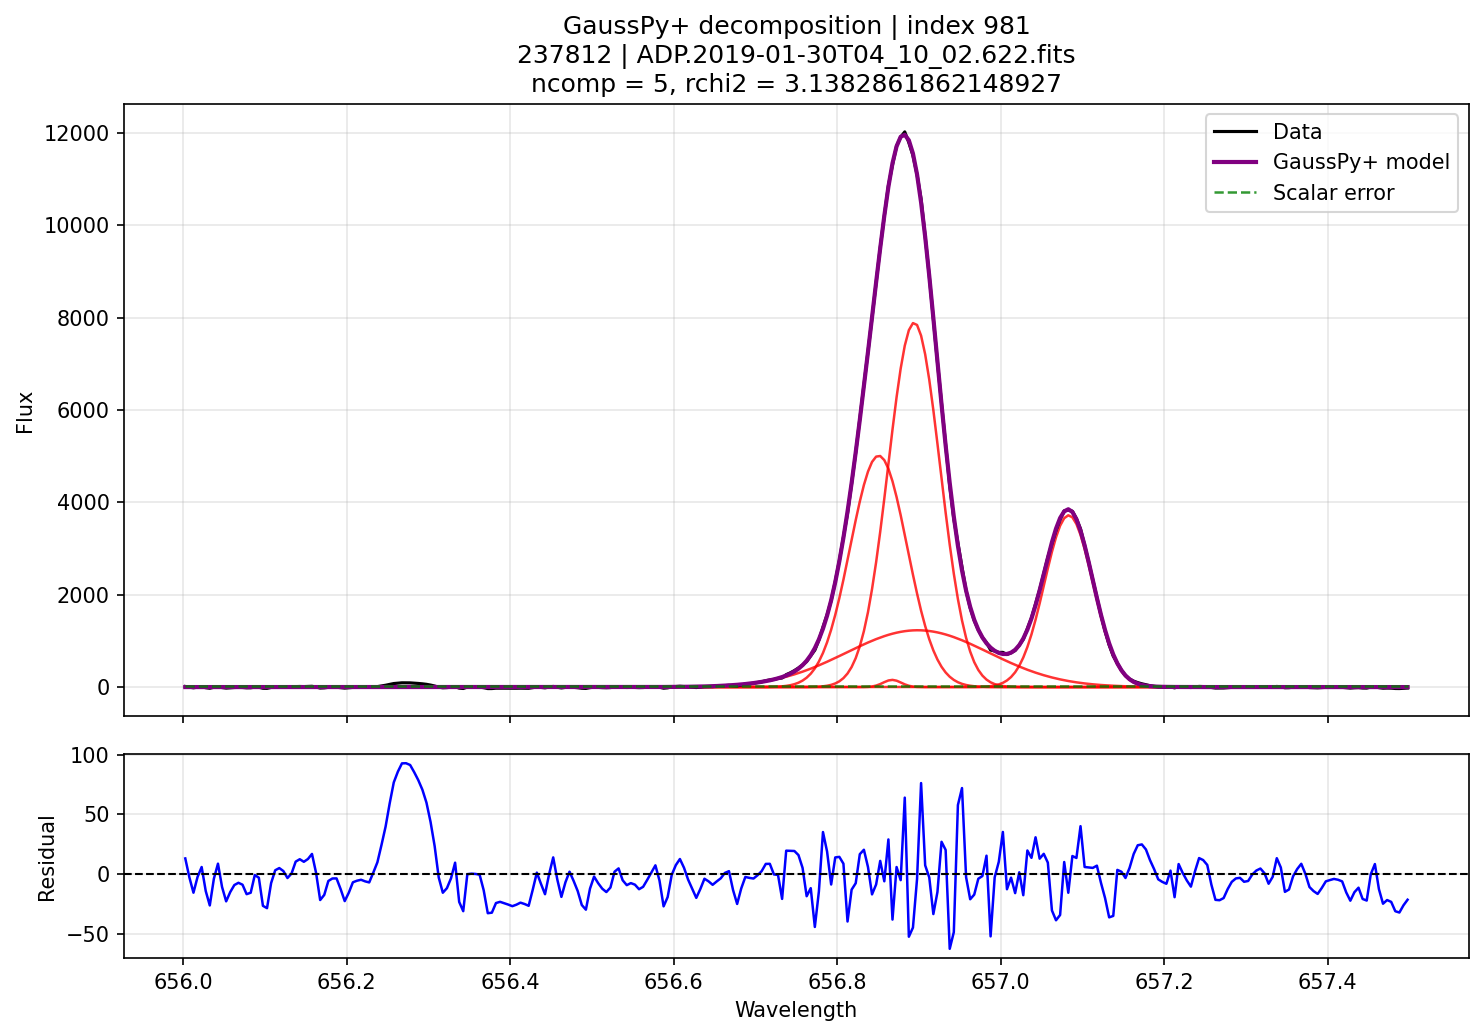 GaussPy+ decomposition | index 981
237812 | ADP.2019-01-30T04_10_02.622.fits
ncomp = 5, rchi2 = 3.1382861862148927
Data
GaussPy+ model
Scalar error
Flux
12000
10000
8000
6000
4000
2000
0
Residual
100
50
0
−50
656.0 656.2 656.4 656.6 656.8 657.0 657.2 657.4
Wavelength